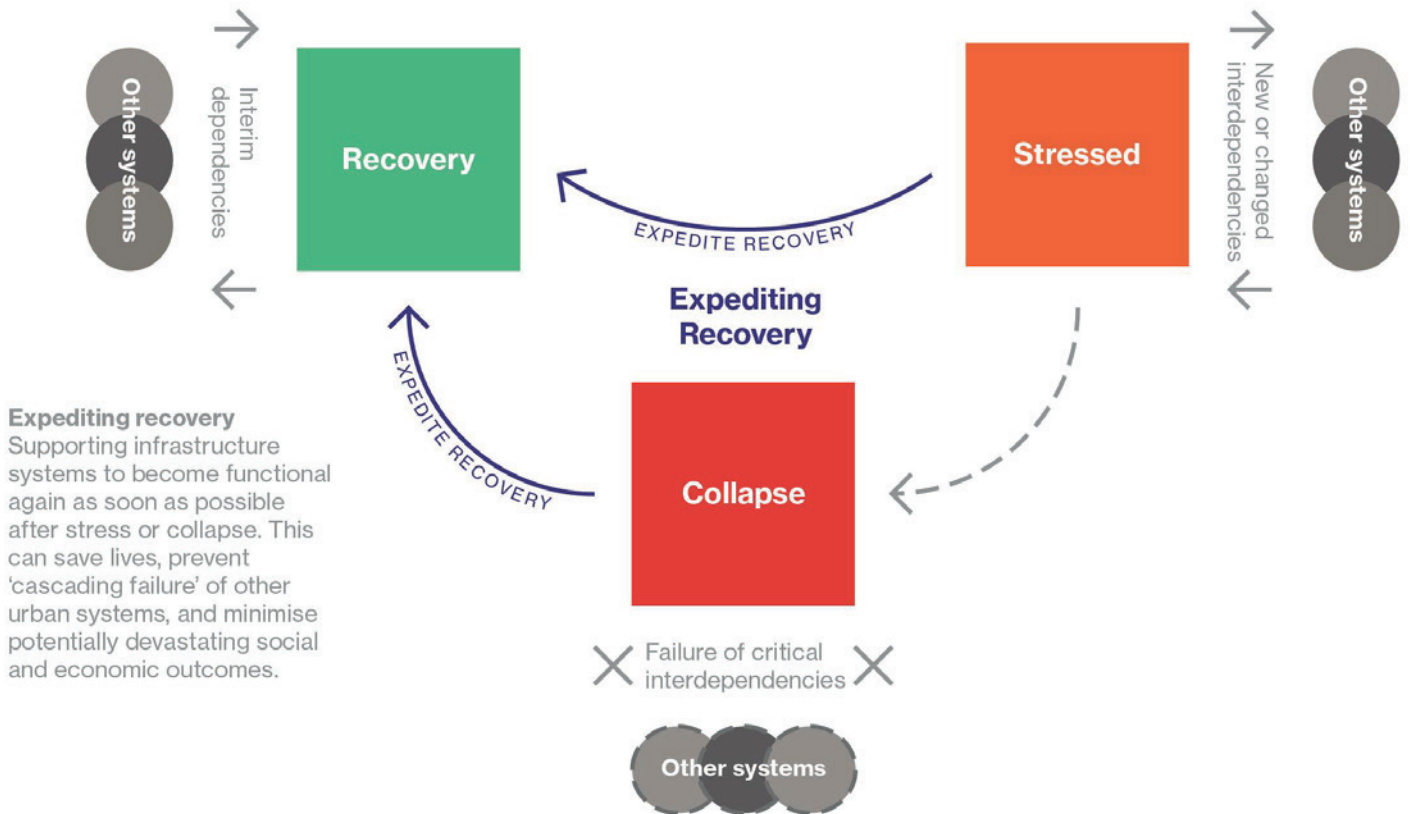 Other systems
Interim
dependencies
Recovery
Stressed
New or changed
interdependencies
Other systems
EXPEDITE RECOVERY
Expediting
Recovery
EXPEDITE RECOVERY
Collapse
Expediting recovery
Supporting infrastructure
systems to become functional
again as soon as possible
after stress or collapse. This
can save lives, prevent
‘cascading failure’ of other
urban systems, and minimise
potentially devastating social
and economic outcomes.
Failure of critical
interdependencies
Other systems